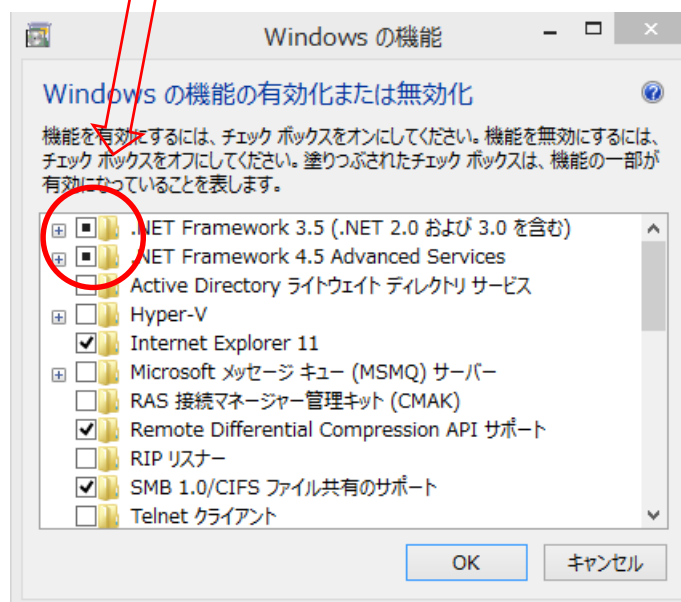 Windows の機能
Windows の機能の有効化または無効化
機能を有効にするには、チェック ボックスをオンにしてください。機能を無効にするには、
チェック ボックスをオフにしてください。塗りつぶされたチェック ボックスは、機能の一部が
有効になっていることを表します。
.NET Framework 3.5 (.NET 2.0 および 3.0 を含む)
.NET Framework 4.5 Advanced Services
Active Directory ライトウェイト ディレクトリ サービス
Hyper-V
Internet Explorer 11
Microsoft メッセージ キュー (MSMQ) サーバー
RAS 接続マネージャー管理キット (CMAK)
Remote Differential Compression API サポート
RIP リスナー
SMB 1.0/CIFS ファイル共有のサポート
Telnet クライアント
OK
キャンセル